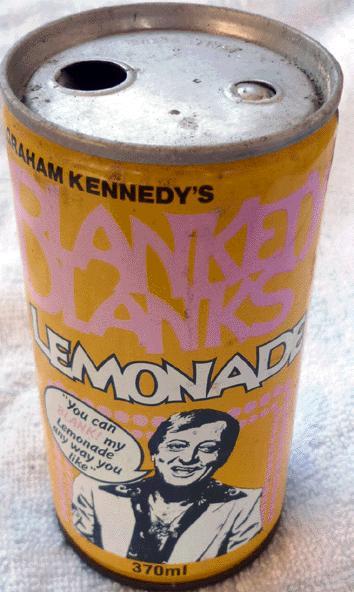 GRAHAM KENNEDY'S
BLANKETY
BLANKS
LEMONADE
"You can
BLANK! my
Lemonade
any way you
like"
370ml